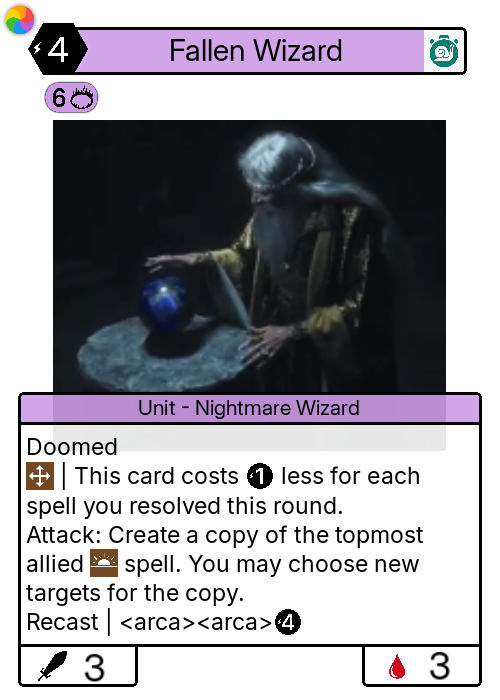 4
Fallen Wizard
6
Unit - Nightmare Wizard
Doomed
| This card costs 1 less for each
spell you resolved this round.
Attack: Create a copy of the topmost
allied spell. You may choose new
targets for the copy.
Recast | <arca><arca>4
3
3